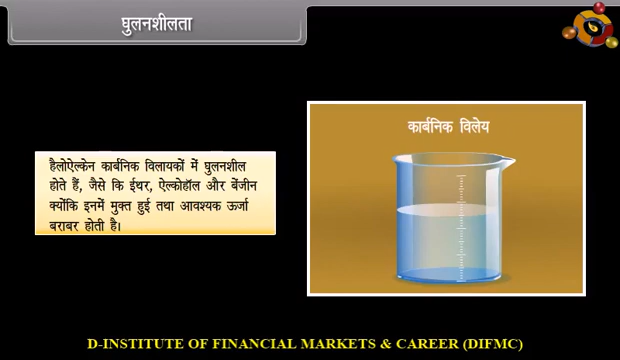 घुलनशीलता
कार्बनिक विलेय
हैलोऐल्केन कार्बनिक विलायकों में घुलनशील
होते हैं, जैसे कि ईथर, ऐल्कोहॉल और बेंजीन
क्योंकि इनमें मुक्त हुई तथा आवश्यक ऊर्जा
बराबर होती है।
D-INSTITUTE OF FINANCIAL MARKETS & CAREER (DIFMC)